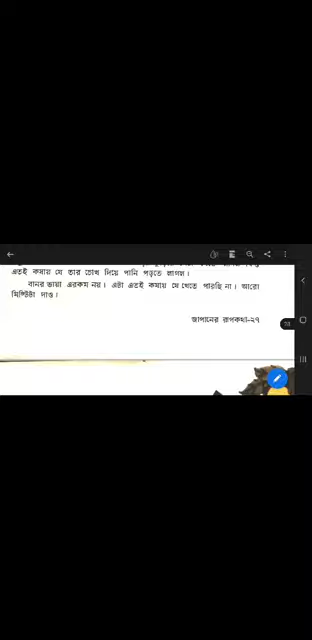 এতই কষায় যে তার চোখ দিয়ে পানি পড়তে লাগল।
বানর ভায়া এরকম নয়। এটা এতই কষায় যে খেতে পারছি না। আরো
মিষ্টিটা দাও।
জাপানের রূপকথা-২৭